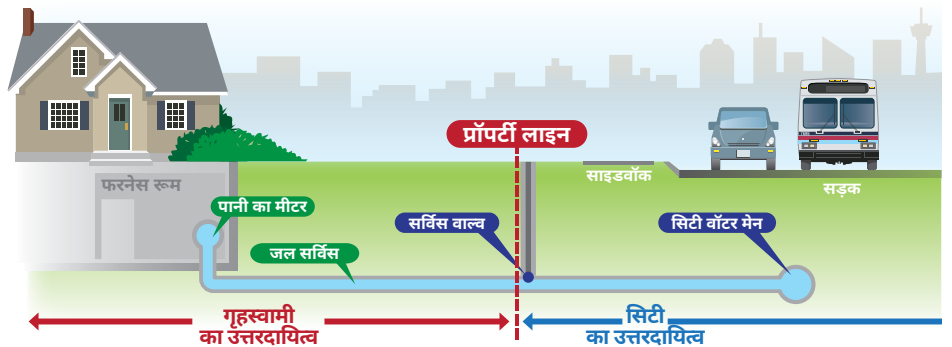 प्रॉपर्टी लाइन
साइडवॉक
सड़क
फरनेस रूम
पानी का मीटर
सर्विस वाल्व
सिटी वॉटर मेन
जल सर्विस
गृहस्वामी
का उत्तरदायित्व
सिटी
का उत्तरदायित्व